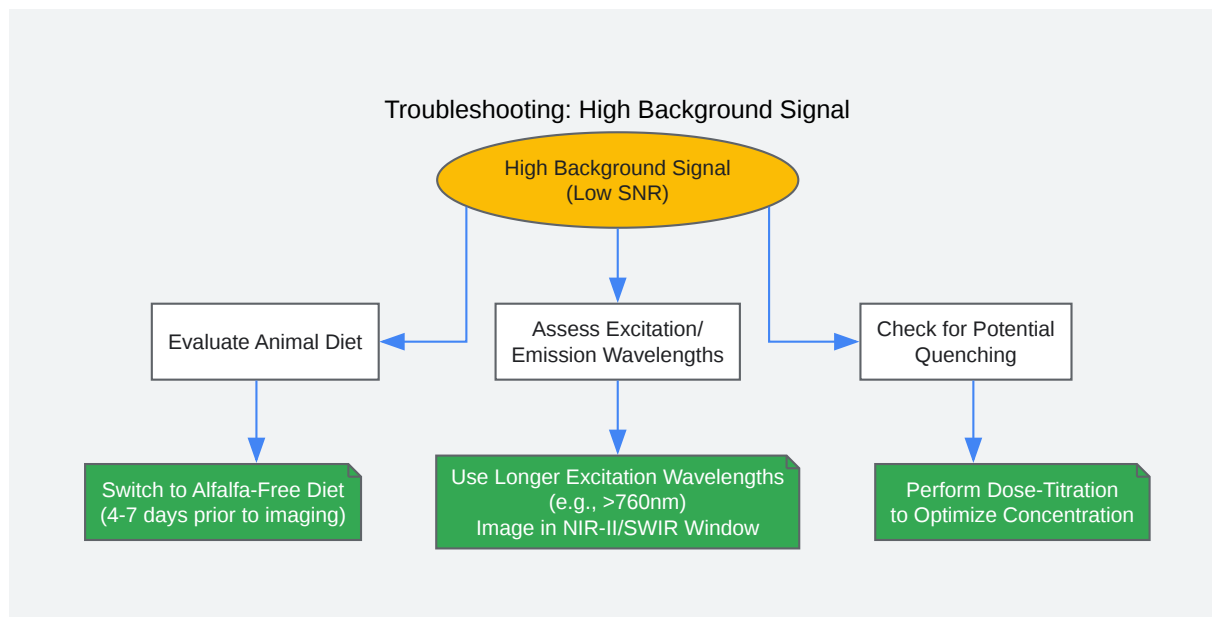 Troubleshooting: High Background Signal
High Background Signal
(Low SNR)
Evaluate Animal Diet
Assess Excitation/
Emission Wavelengths
Check for Potential
Quenching
Switch to Alfalfa-Free Diet
(4-7 days prior to imaging)
Use Longer Excitation Wavelengths
(e.g., >760nm)
Image in NIR-II/SWIR Window
Perform Dose-Titration
to Optimize Concentration